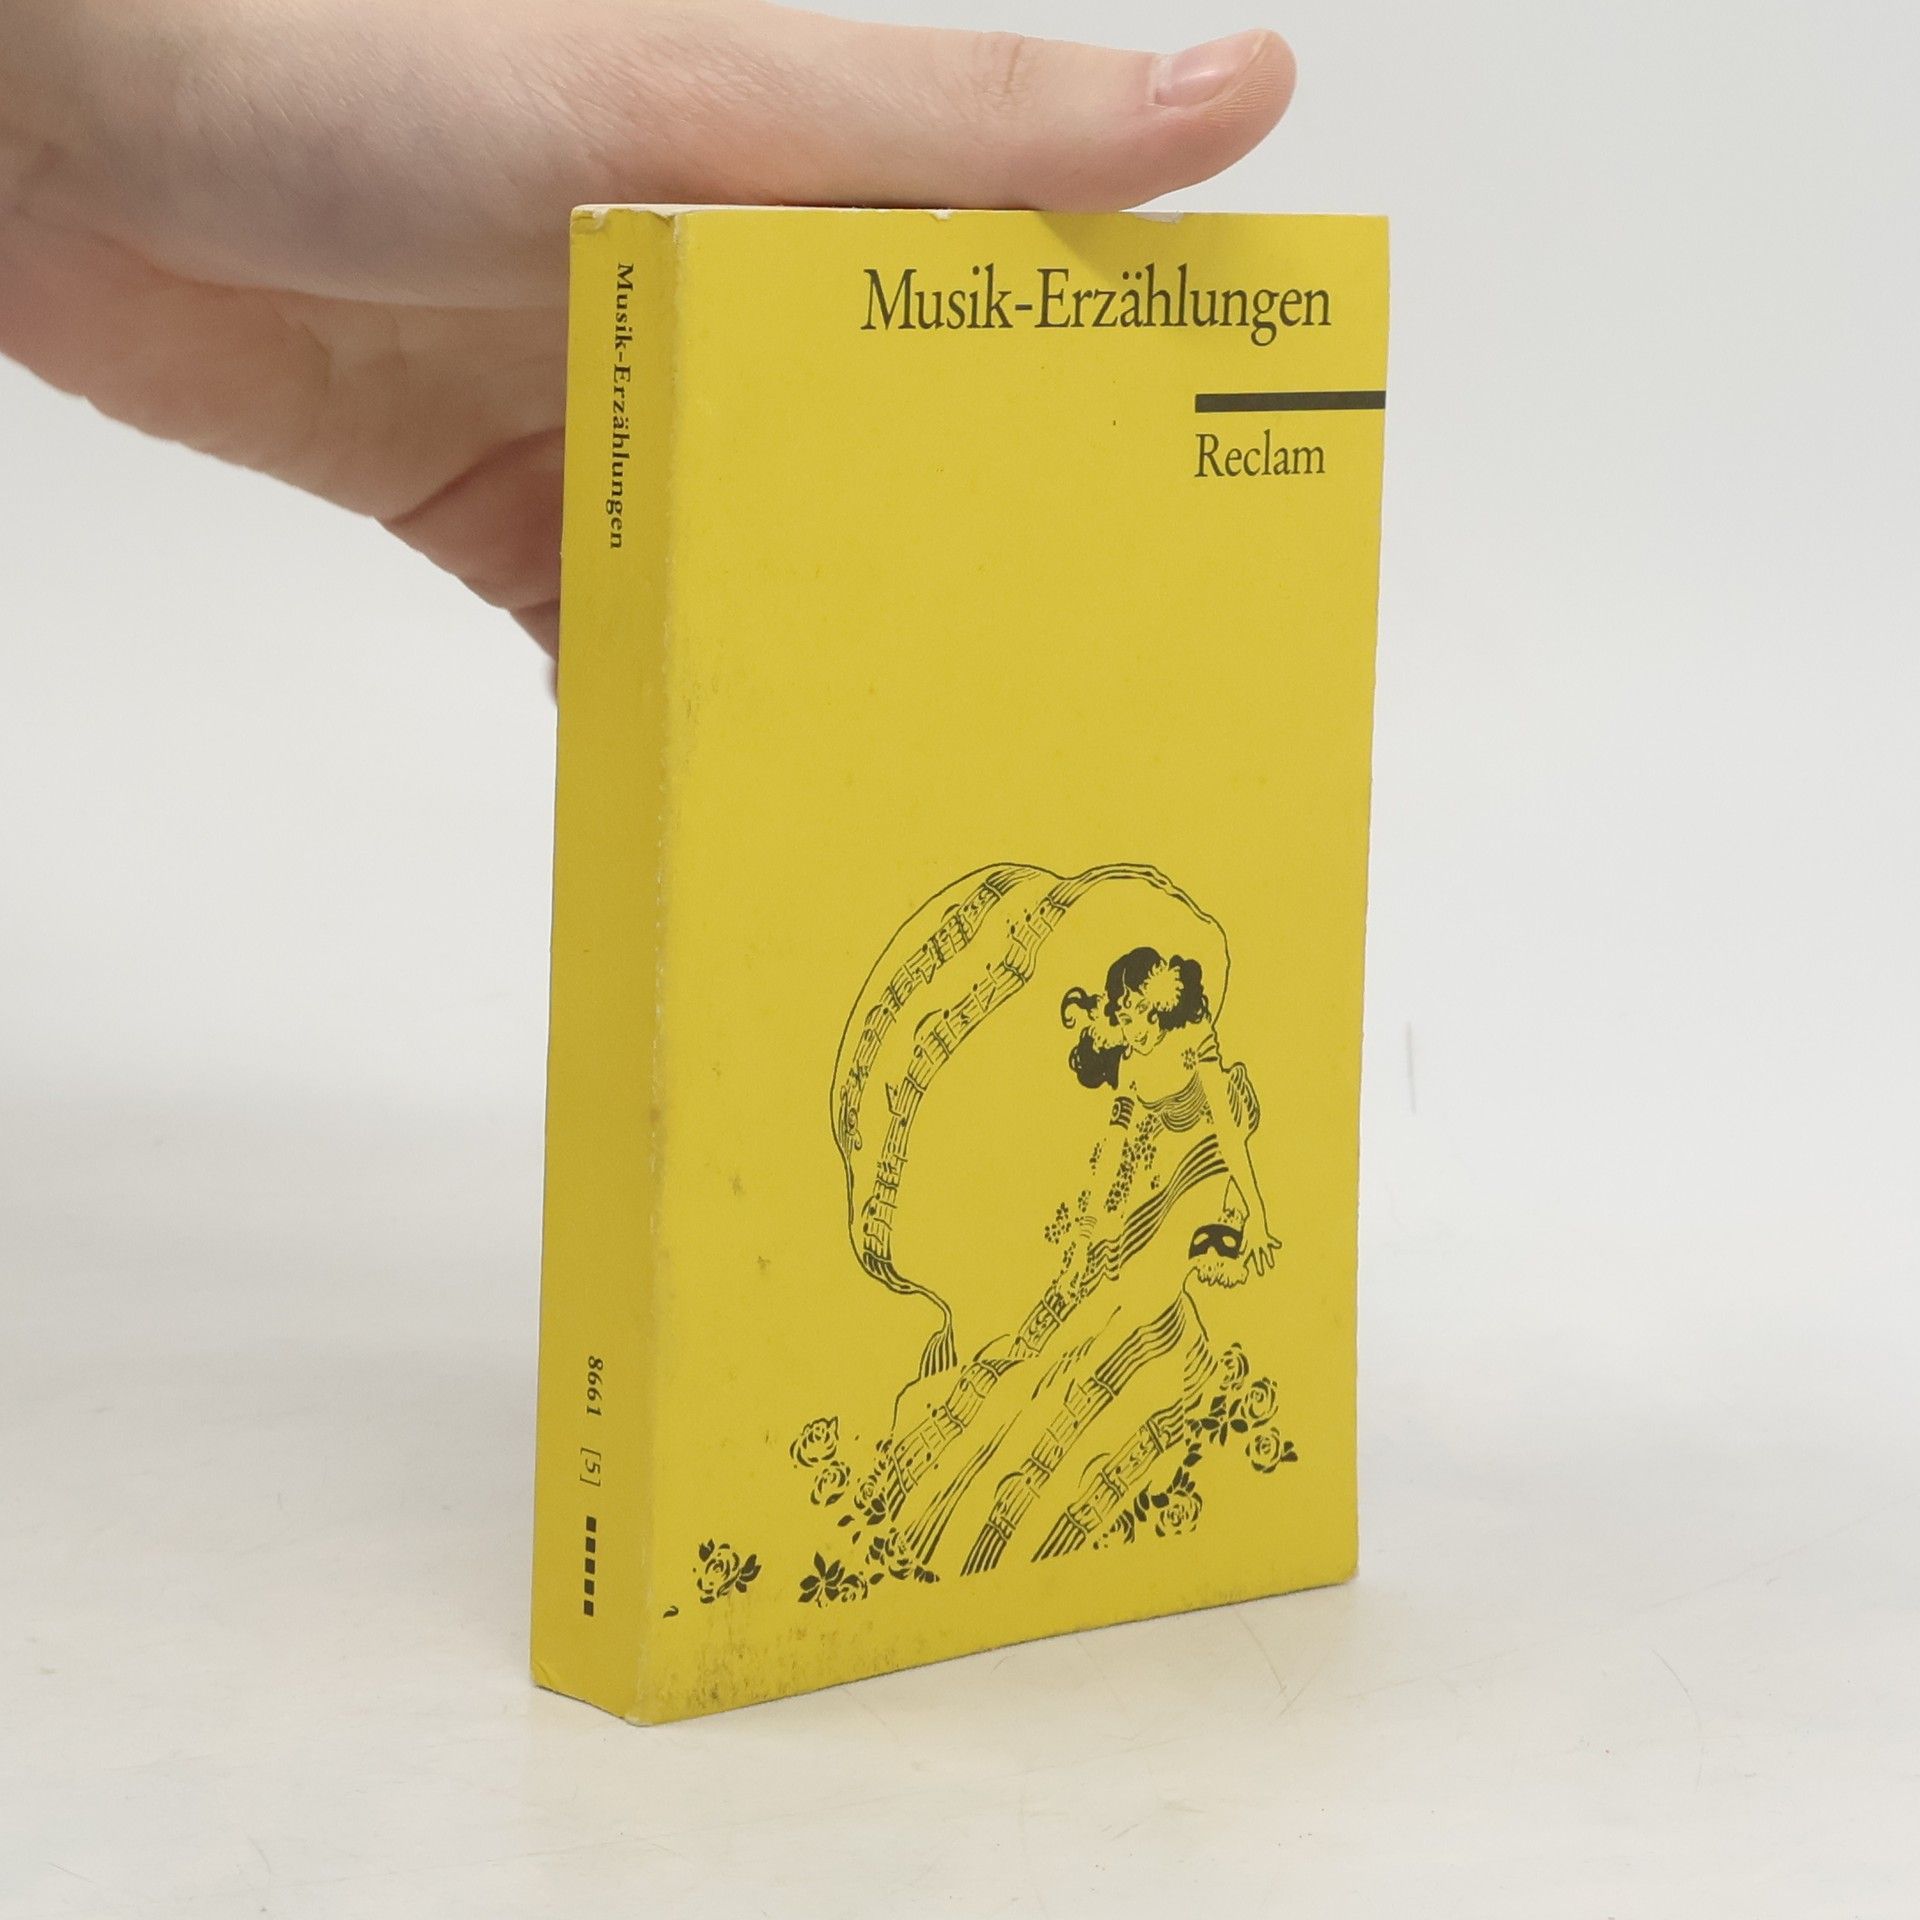 Musik-Erzählungen
Reclam
Musik-Erzählungen
8661 [5]